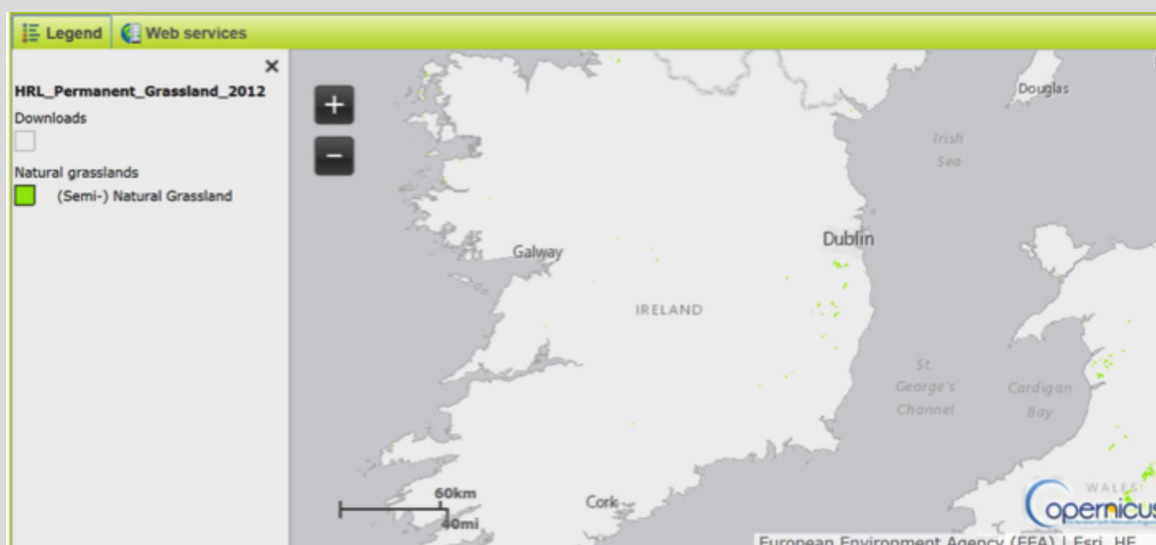 Legend
Web services
HRL_Permanent_Grassland_2012
Downloads
Natural grasslands
(Semi-) Natural Grassland
+
−
Douglas
Irish
Sea
Dublin
Galway
IRELAND
St
George's
Channel
Cardigan
Bay
60km
40mi
Cork
WALES
opernicus
European Environment Agency (EEA) | Esri, HE